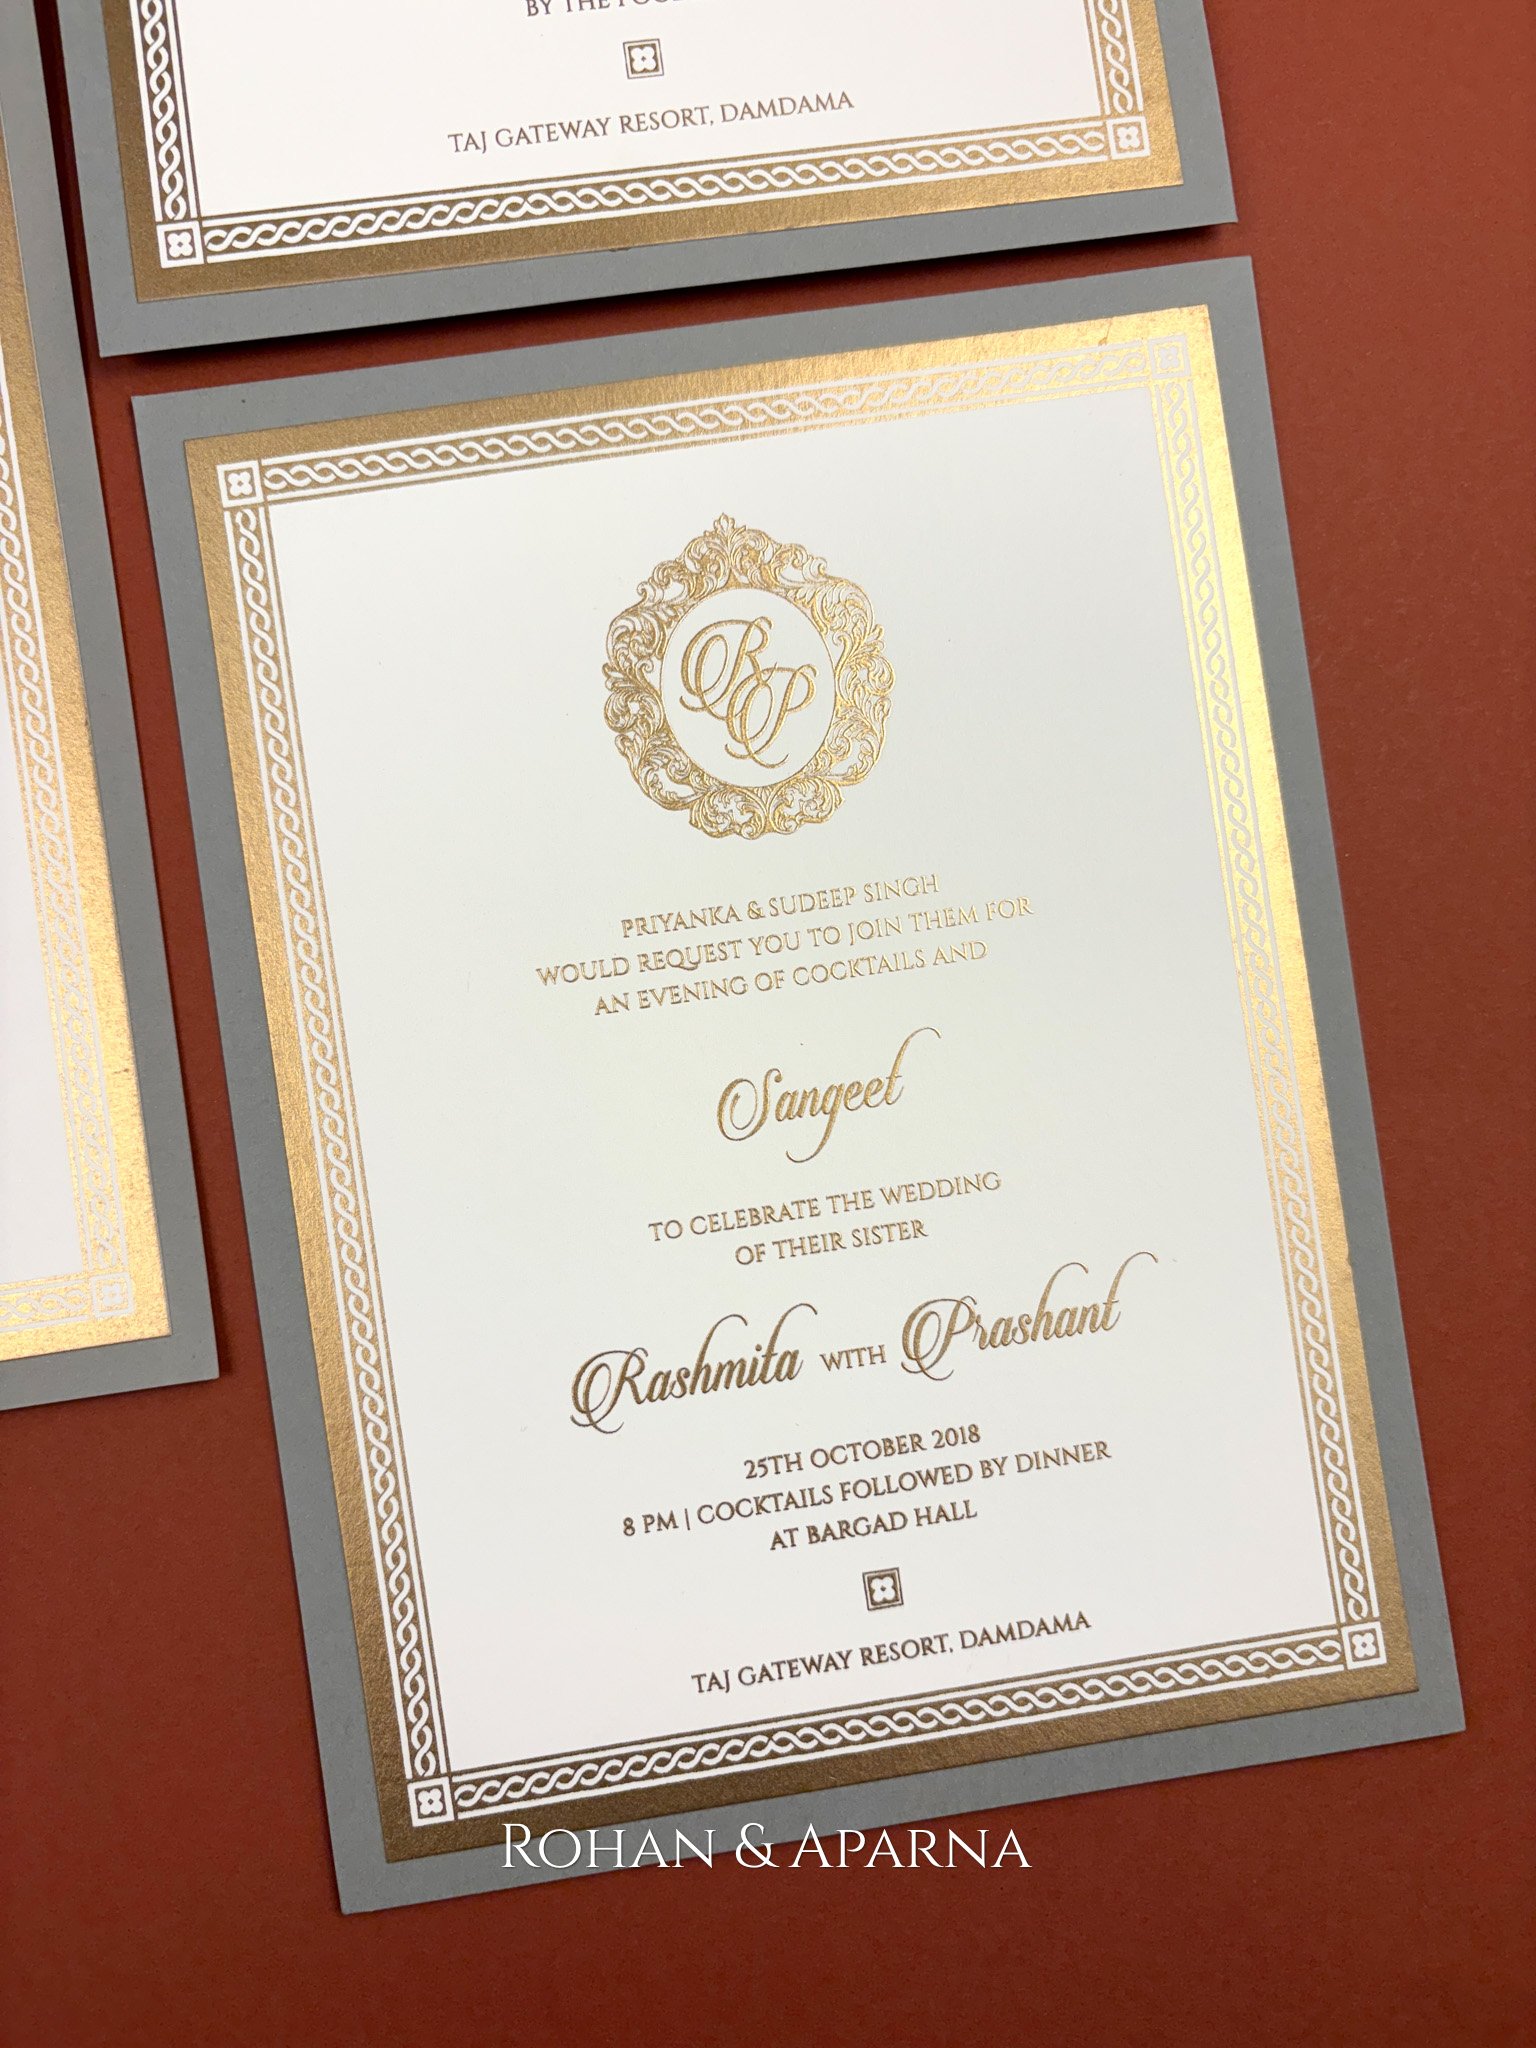 BY THE
TAJ GATEWAY RESORT, DAMDAMA
RP
PRIYANKA & SUDEEP SINGH
WOULD REQUEST YOU TO JOIN THEM FOR
AN EVENING OF COCKTAILS AND
Sangeet
TO CELEBRATE THE WEDDING
OF THEIR SISTER
Rashmita WITH Prashant
25TH OCTOBER 2018
8 PM | COCKTAILS FOLLOWED BY DINNER
AT BARGAD HALL
TAJ GATEWAY RESORT, DAMDAMA
ROHAN & APARNA